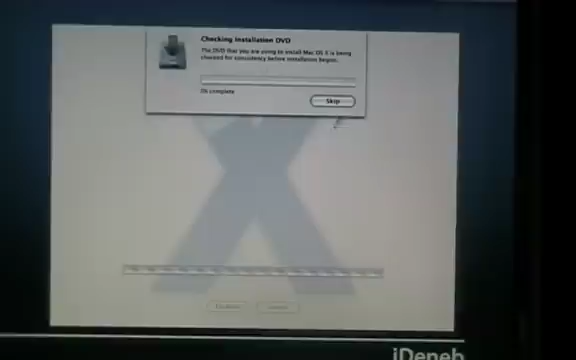 Checking Installation DVD
The DVD that you are using to install Mac OS X is being
checked for consistency before installation begins.
0% complete
Skip
iDeneb